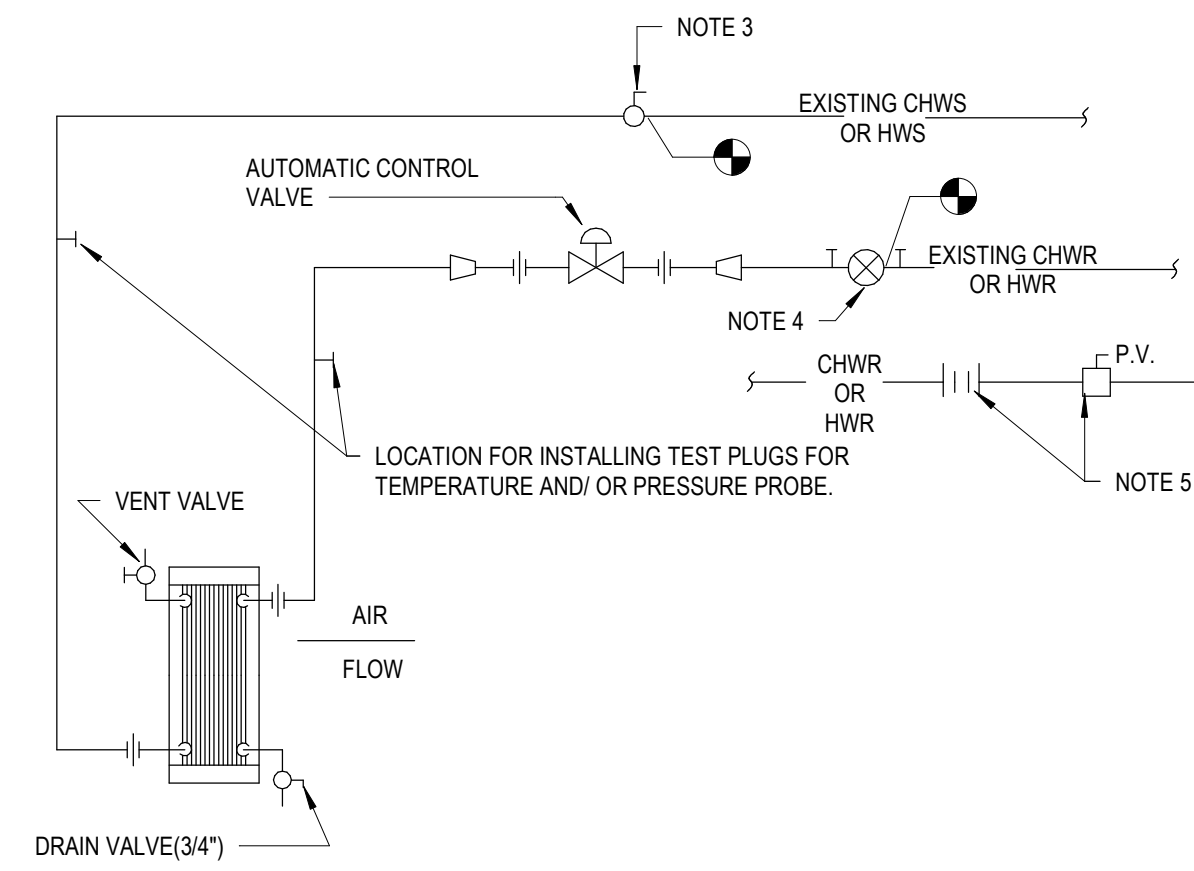 NOTE 3
EXISTING CHWS
OR HWS
AUTOMATIC CONTROL
VALVE
EXISTING CHWR
OR HWR
NOTE 4
P.V.
CHWR
OR
HWR
LOCATION FOR INSTALLING TEST PLUGS FOR
TEMPERATURE AND/ OR PRESSURE PROBE.
NOTE 5
VENT VALVE
AIR
FLOW
DRAIN VALVE(3/4")